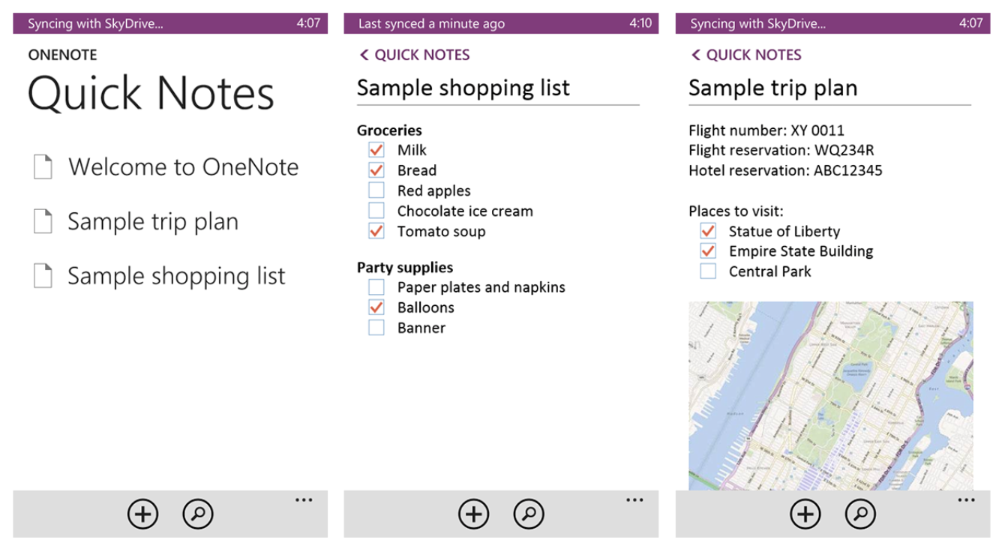 Syncing with SkyDrive... 4:07
ONENOTE
Quick Notes
Welcome to OneNote
Sample trip plan
Sample shopping list
Last synced a minute ago 4:10
< QUICK NOTES
Sample shopping list
Groceries
Milk
Bread
Red apples
Chocolate ice cream
Tomato soup
Party supplies
Paper plates and napkins
Balloons
Banner
Syncing with SkyDrive... 4:07
< QUICK NOTES
Sample trip plan
Flight number: XY 0011
Flight reservation: WQ234R
Hotel reservation: ABC12345
Places to visit:
Statue of Liberty
Empire State Building
Central Park